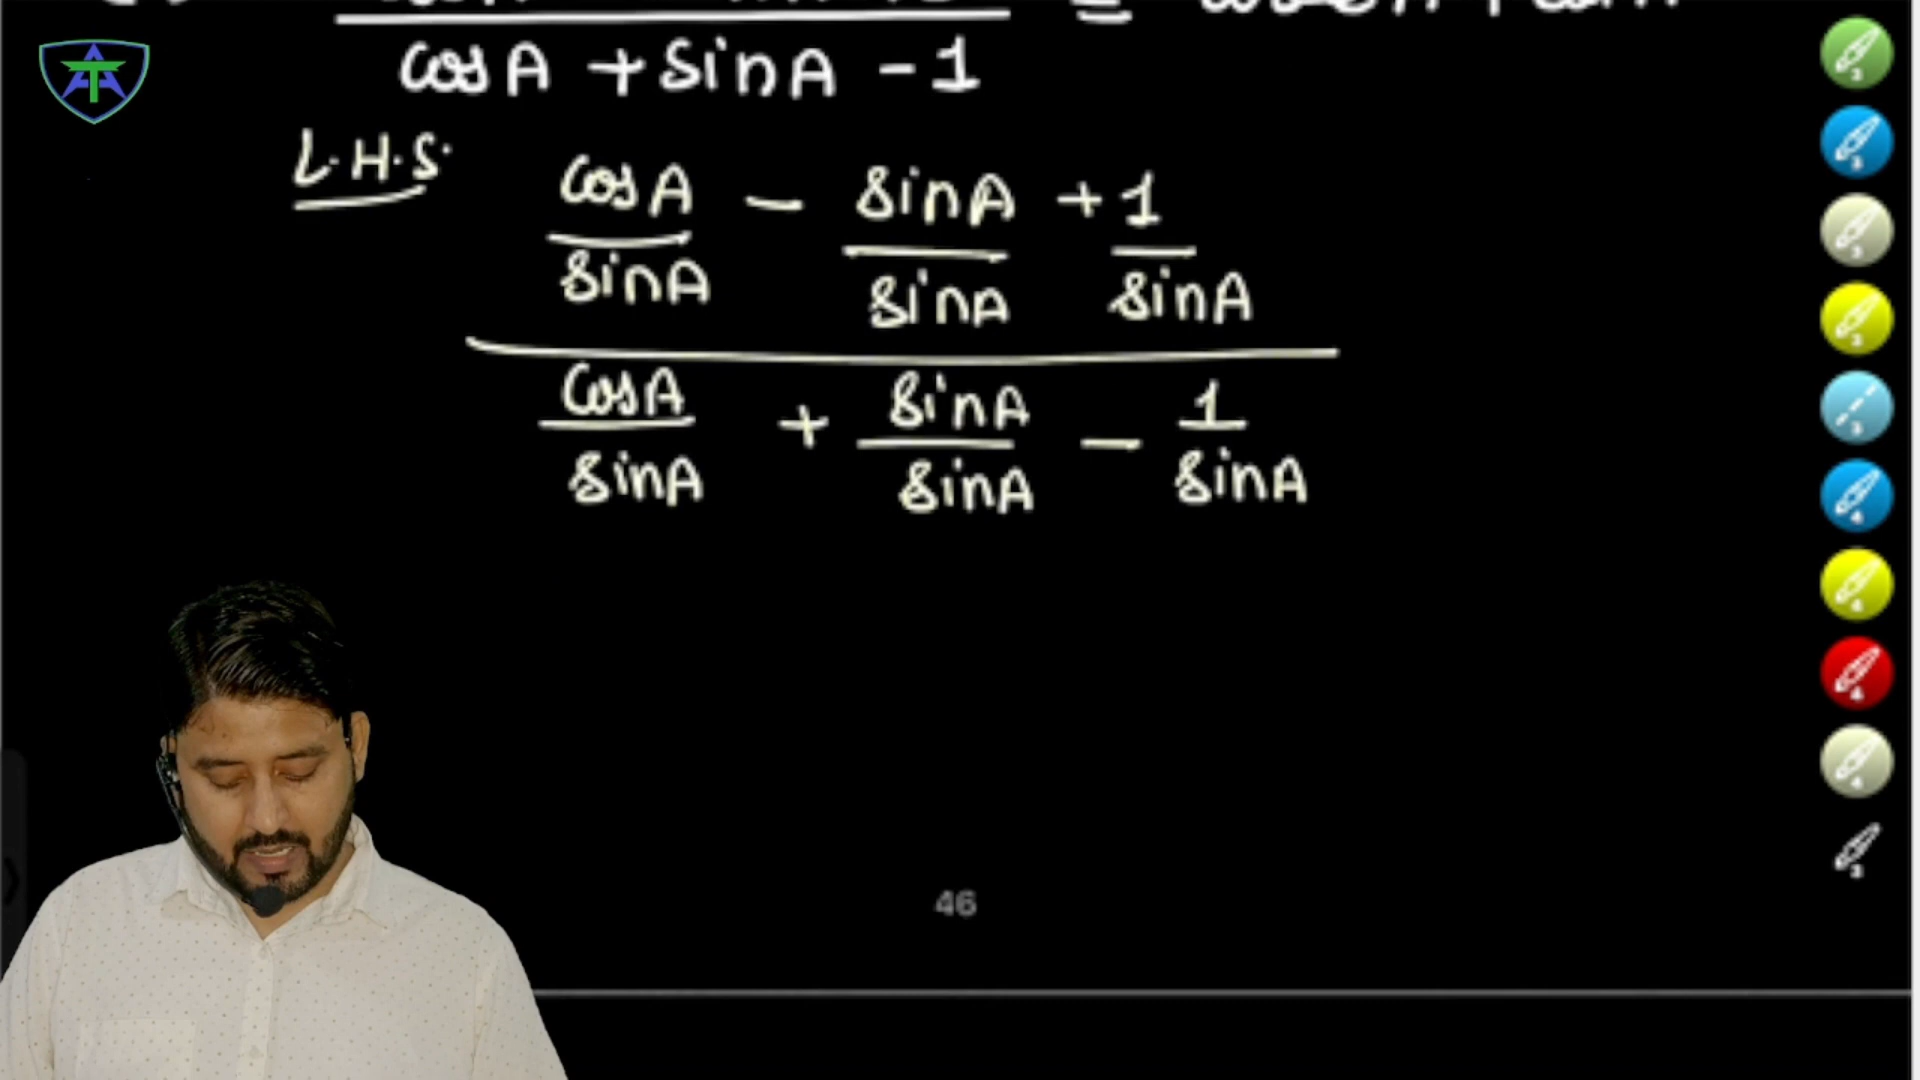 cosA + sinA - 1
L.H.S.
cosA - sinA + 1
sinA sinA sinA
cosA + sinA - 1
sinA sinA sinA
46